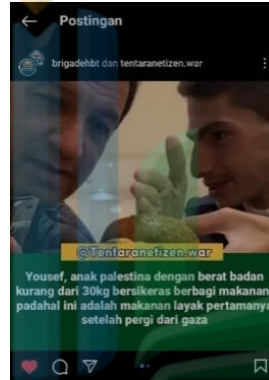 Postingan
brigadehbt dan tentaranetizen.war
@Tentaranetizen.war
Yousef, anak palestina dengan berat badan
kurang dari 30kg bersikeras berbagi makanan
padahal ini adalah makanan layak pertamanya
setelah pergi dari gaza